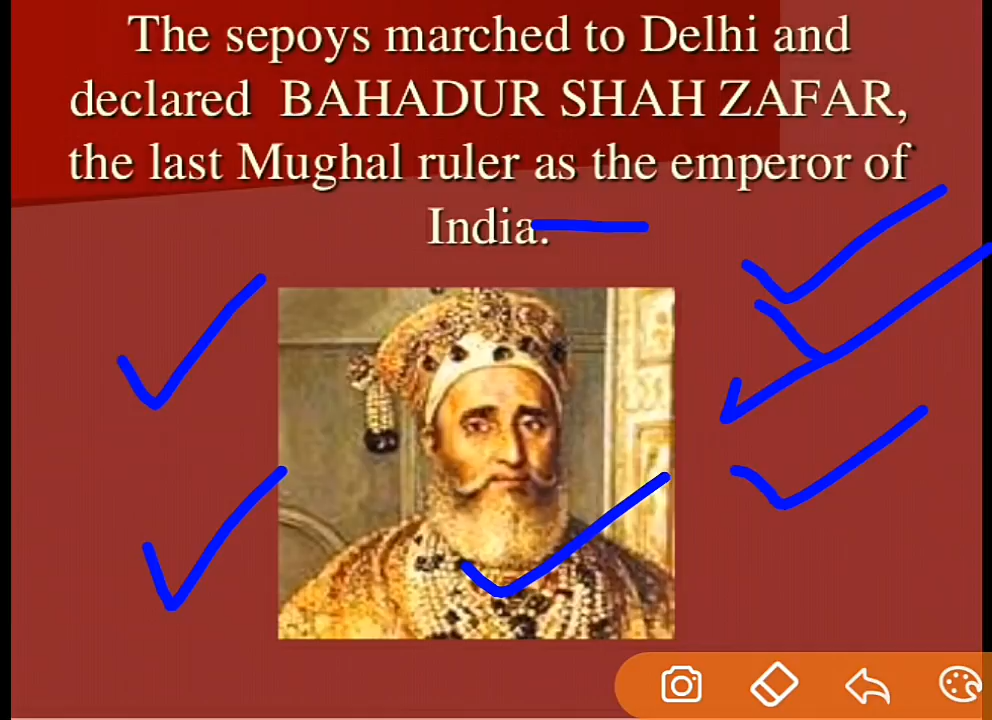 The sepoys marched to Delhi and
declared BAHADUR SHAH ZAFAR,
the last Mughal ruler as the emperor of
India.